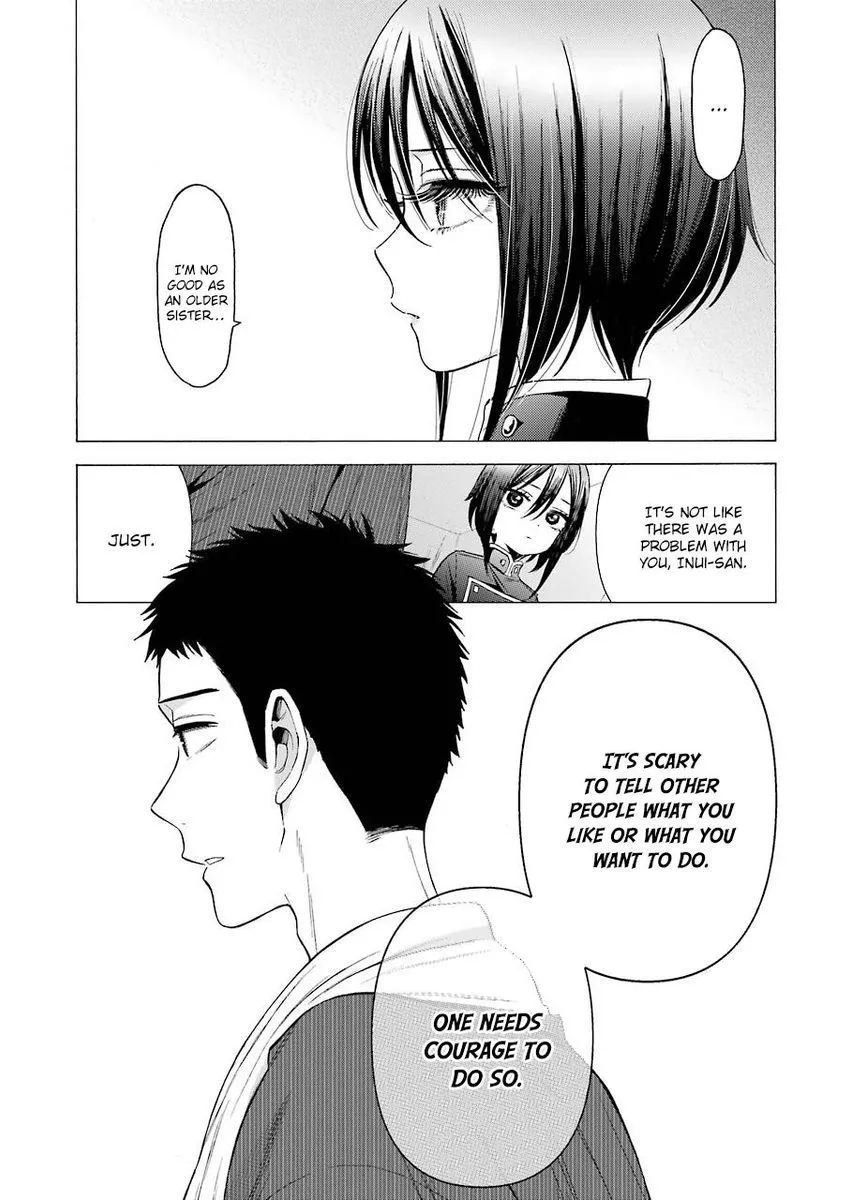 ...
I'M NO
GOOD AS
AN OLDER
SISTER...
IT'S NOT LIKE
THERE WAS A
PROBLEM WITH
YOU, INUI-SAN.
JUST.
IT'S SCARY
TO TELL OTHER
PEOPLE WHAT YOU
LIKE OR WHAT YOU
WANT TO DO.
ONE NEEDS
COURAGE TO
DO SO.